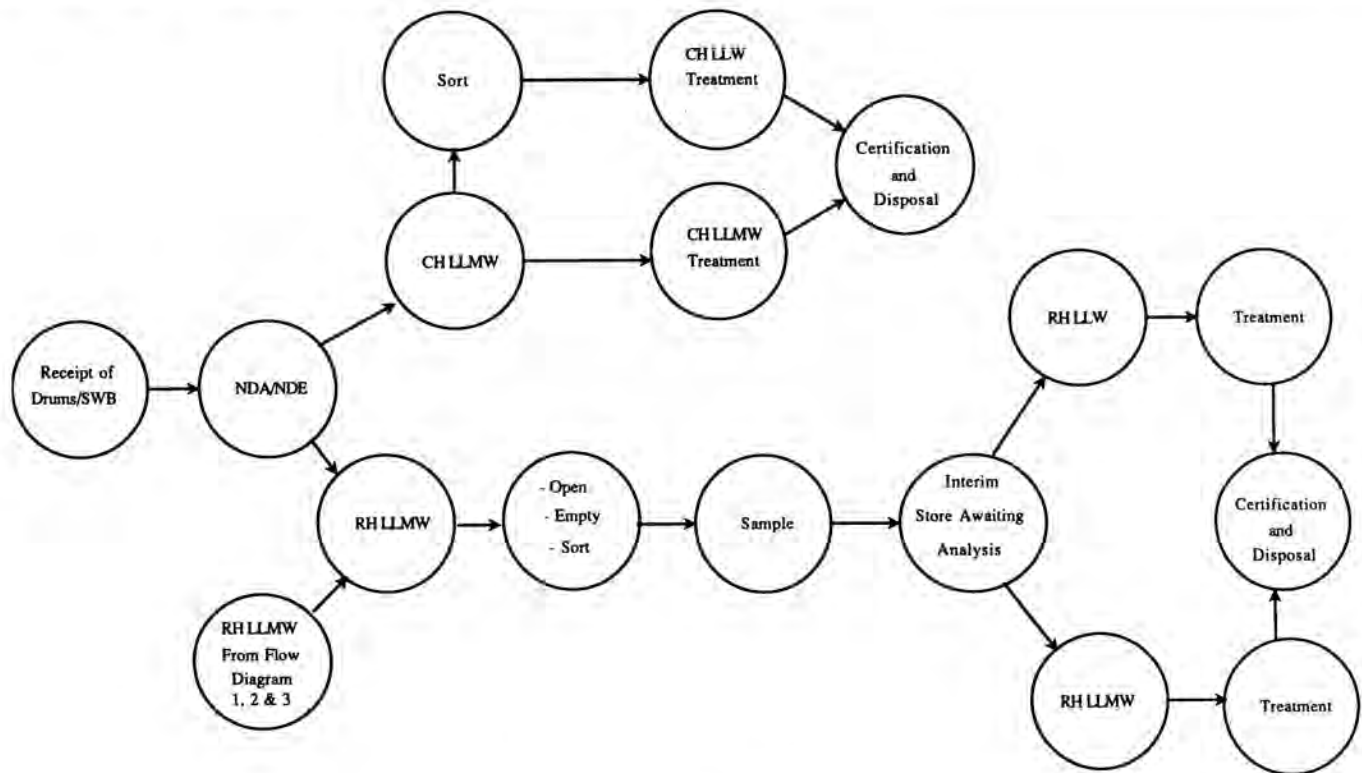 Sort
CH LLW
Treatment
Certification
and
Disposal
CH LLMW
CH LLMW
Treatment
Receipt of
Drums/SWB
NDA/NDE
RH LLMW
RH LLMW
From Flow
Diagram
1, 2 & 3
- Open
- Empty
- Sort
Sample
Interim
Store Awaiting
Analysis
RH LLW
Treatment
Certification
and
Disposal
RH LLMW
Treatment